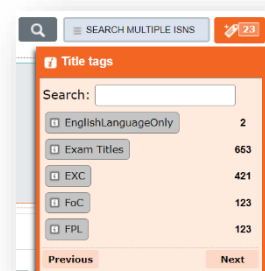 SEARCH MULTIPLE ISNS 23
Title tags
Search:
EnglishLanguageOnly 2
Exam Titles 653
EXC 421
FoC 123
FPL 123
Previous Next